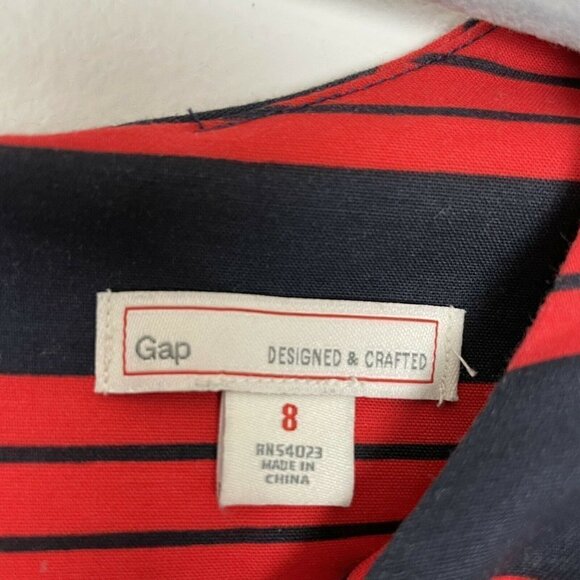 Gap
DESIGNED & CRAFTED
8
RN54023
MADE IN
CHINA